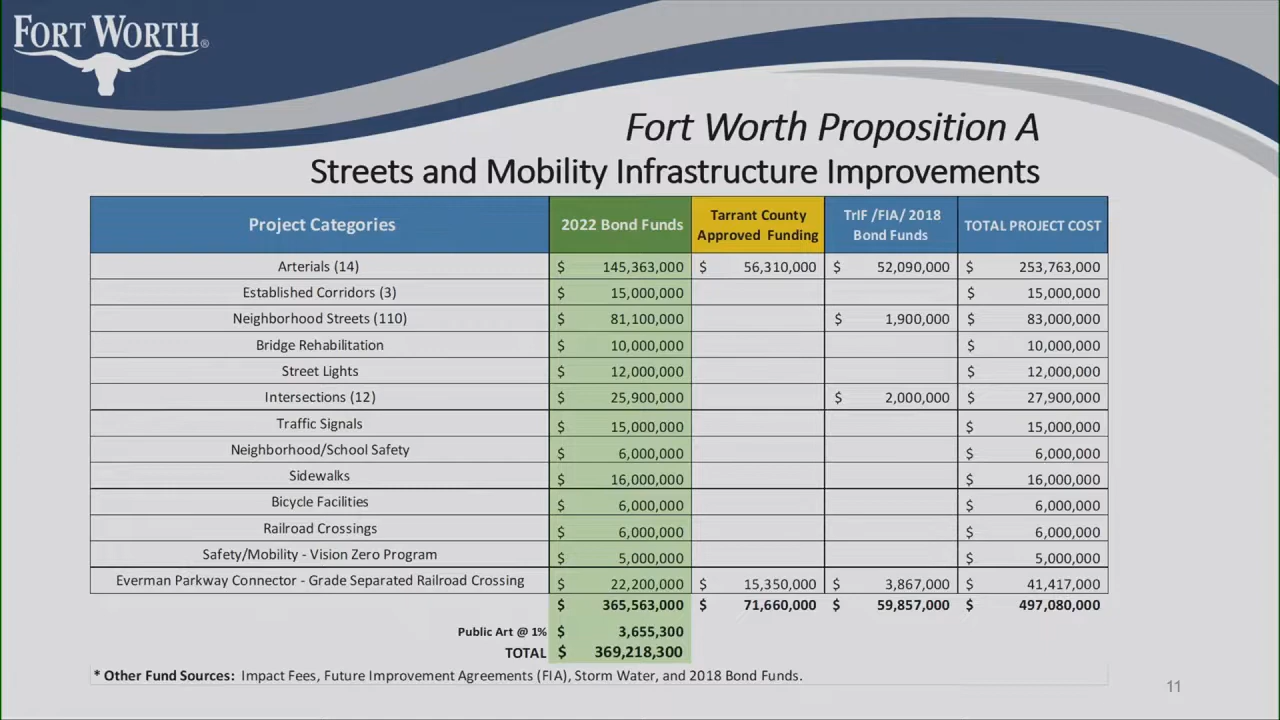 FORT WORTH®
Fort Worth Proposition A
Streets and Mobility Infrastructure Improvements
Project Categories 2022 Bond Funds Tarrant County Approved Funding TrIF /FIA/ 2018 Bond Funds TOTAL PROJECT COST
Arterials (14) $ 145,363,000 $ 56,310,000 $ 52,090,000 $ 253,763,000
Established Corridors (3) $ 15,000,000 $ 15,000,000
Neighborhood Streets (110) $ 81,100,000 $ 1,900,000 $ 83,000,000
Bridge Rehabilitation $ 10,000,000 $ 10,000,000
Street Lights $ 12,000,000 $ 12,000,000
Intersections (12) $ 25,900,000 $ 2,000,000 $ 27,900,000
Traffic Signals $ 15,000,000 $ 15,000,000
Neighborhood/School Safety $ 6,000,000 $ 6,000,000
Sidewalks $ 16,000,000 $ 16,000,000
Bicycle Facilities $ 6,000,000 $ 6,000,000
Railroad Crossings $ 6,000,000 $ 6,000,000
Safety/Mobility - Vision Zero Program $ 5,000,000 $ 5,000,000
Everman Parkway Connector - Grade Separated Railroad Crossing $ 22,200,000 $ 15,350,000 $ 3,867,000 $ 41,417,000
$ 365,563,000 $ 71,660,000 $ 59,857,000 $ 497,080,000
Public Art @ 1% $ 3,655,300
TOTAL $ 369,218,300
* Other Fund Sources: Impact Fees, Future Improvement Agreements (FIA), Storm Water, and 2018 Bond Funds.
11